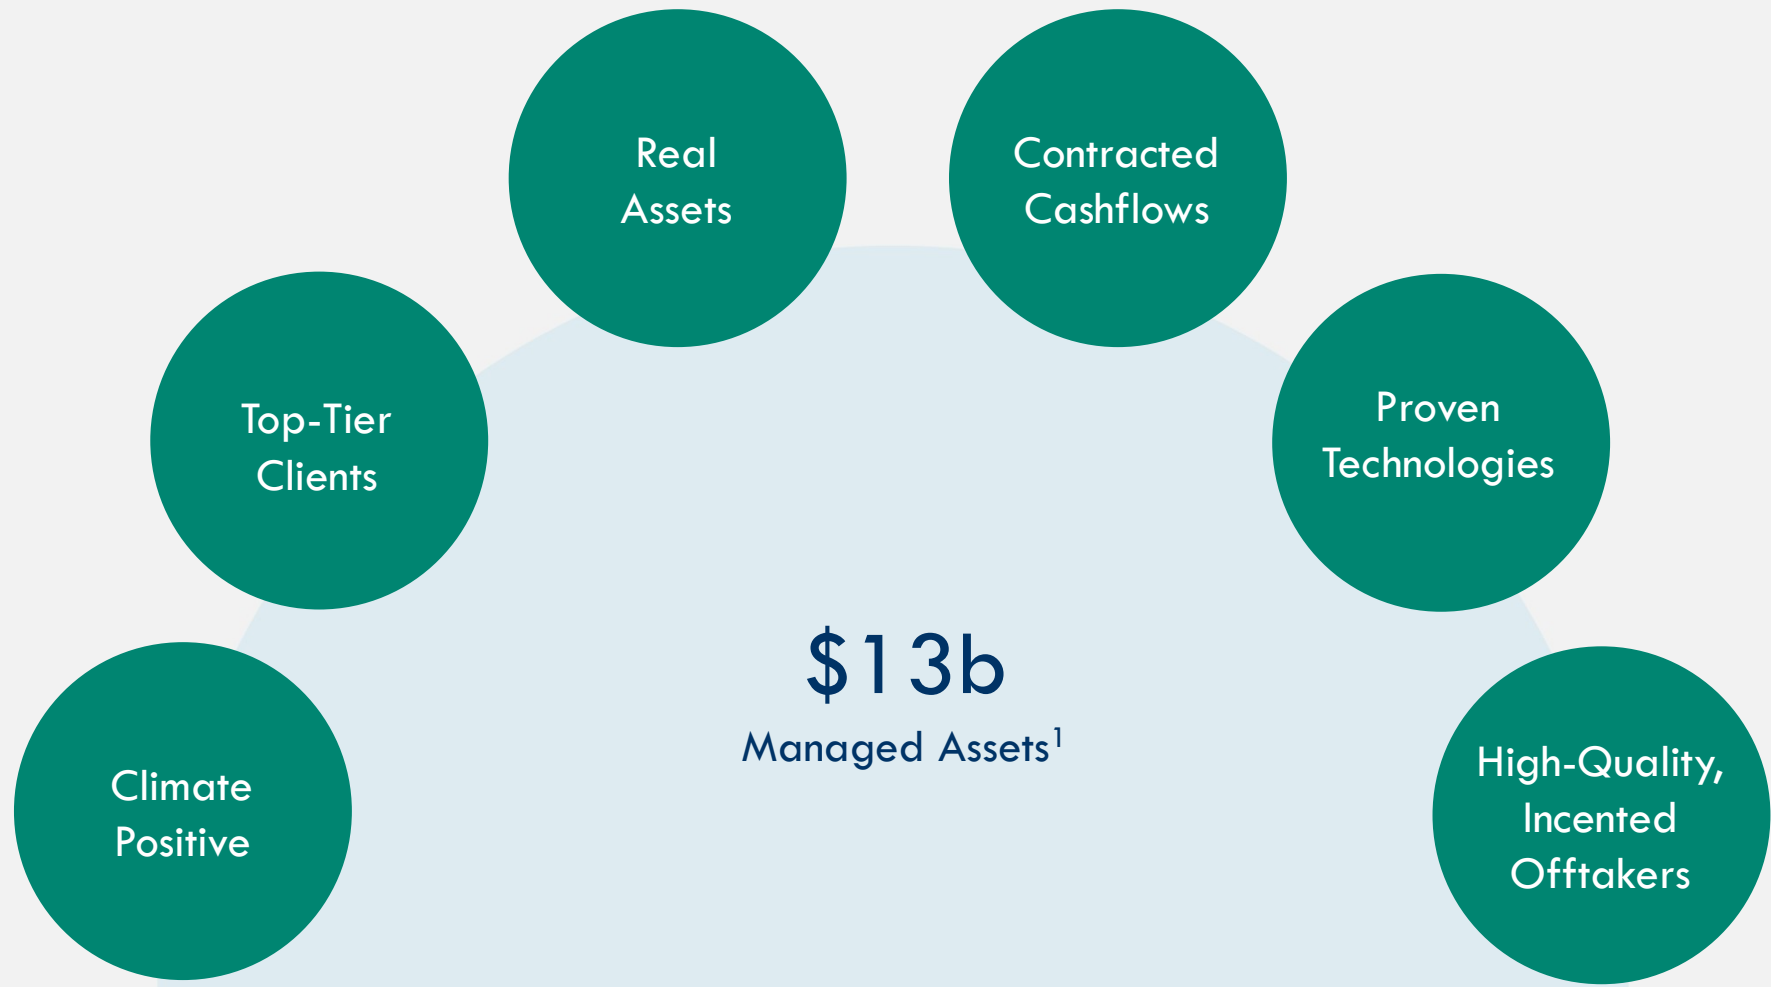 Real
Assets
Contracted
Cashflows
Top-Tier
Clients
Proven
Technologies
$13b
Managed Assets¹
Climate
Positive
High-Quality,
Incented
Offtakers